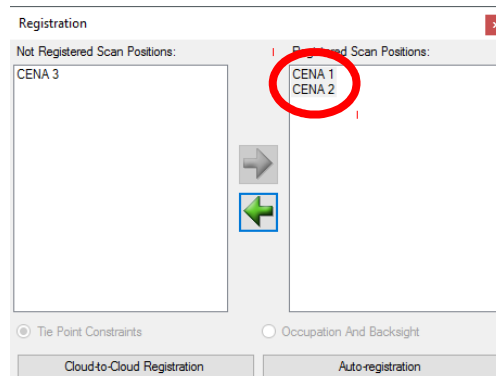 Registration
Not Registered Scan Positions:
Registered Scan Positions:
CENA 3
CENA 1
CENA 2
Tie Point Constraints
Occupation And Backsight
Cloud-to-Cloud Registration
Auto-registration